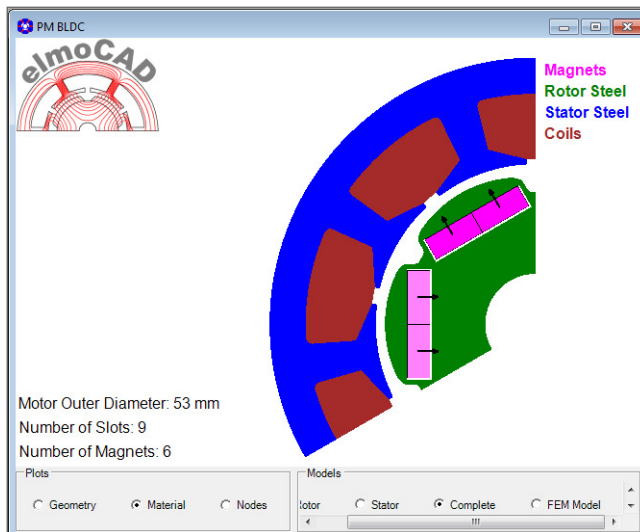 PM BLDC
elmoCAD
Magnets
Rotor Steel
Stator Steel
Coils
Motor Outer Diameter: 53 mm
Number of Slots: 9
Number of Magnets: 6
Plots
Geometry
Material
Nodes
Models
Stator
Complete
FEM Model